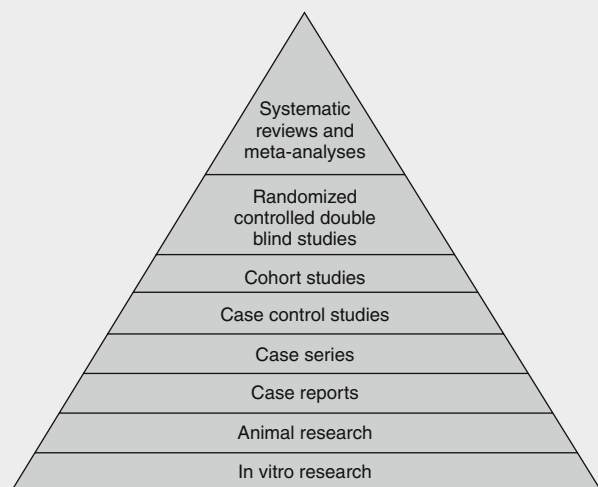 Systematic
reviews and
meta-analyses
Randomized
controlled double
blind studies
Cohort studies
Case control studies
Case series
Case reports
Animal research
In vitro research